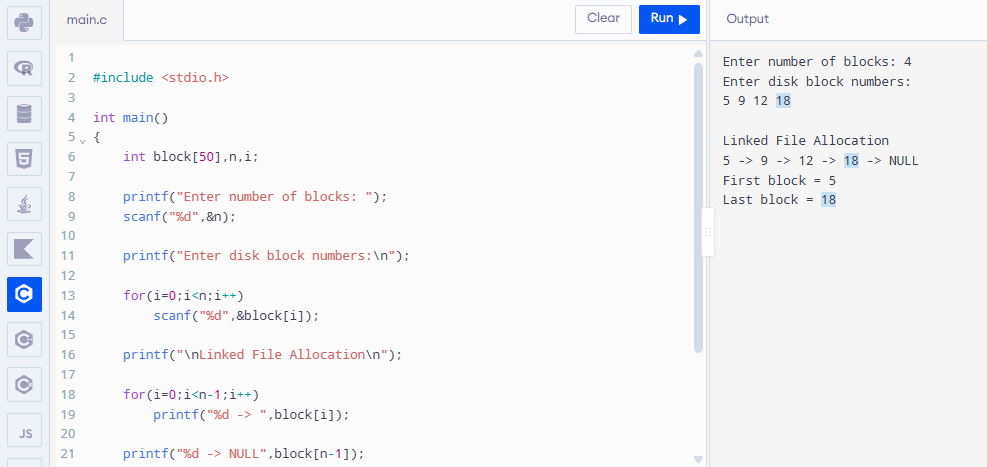 main.c
Clear
Run
Output
1
2 #include <stdio.h>
3
4 int main()
5 {
6 int block[50],n,i;
7
8 printf("Enter number of blocks: ");
9 scanf("%d",&n);
10
11 printf("Enter disk block numbers:\n");
12
13 for(i=0;i<n;i++)
14 scanf("%d",&block[i]);
15
16 printf("\nLinked File Allocation\n");
17
18 for(i=0;i<n-1;i++)
19 printf("%d -> ",block[i]);
20
21 printf("%d -> NULL",block[n-1]);
Enter number of blocks: 4
Enter disk block numbers:
5 9 12 18
Linked File Allocation
5 -> 9 -> 12 -> 18 -> NULL
First block = 5
Last block = 18
R
5
C
C
C
JS